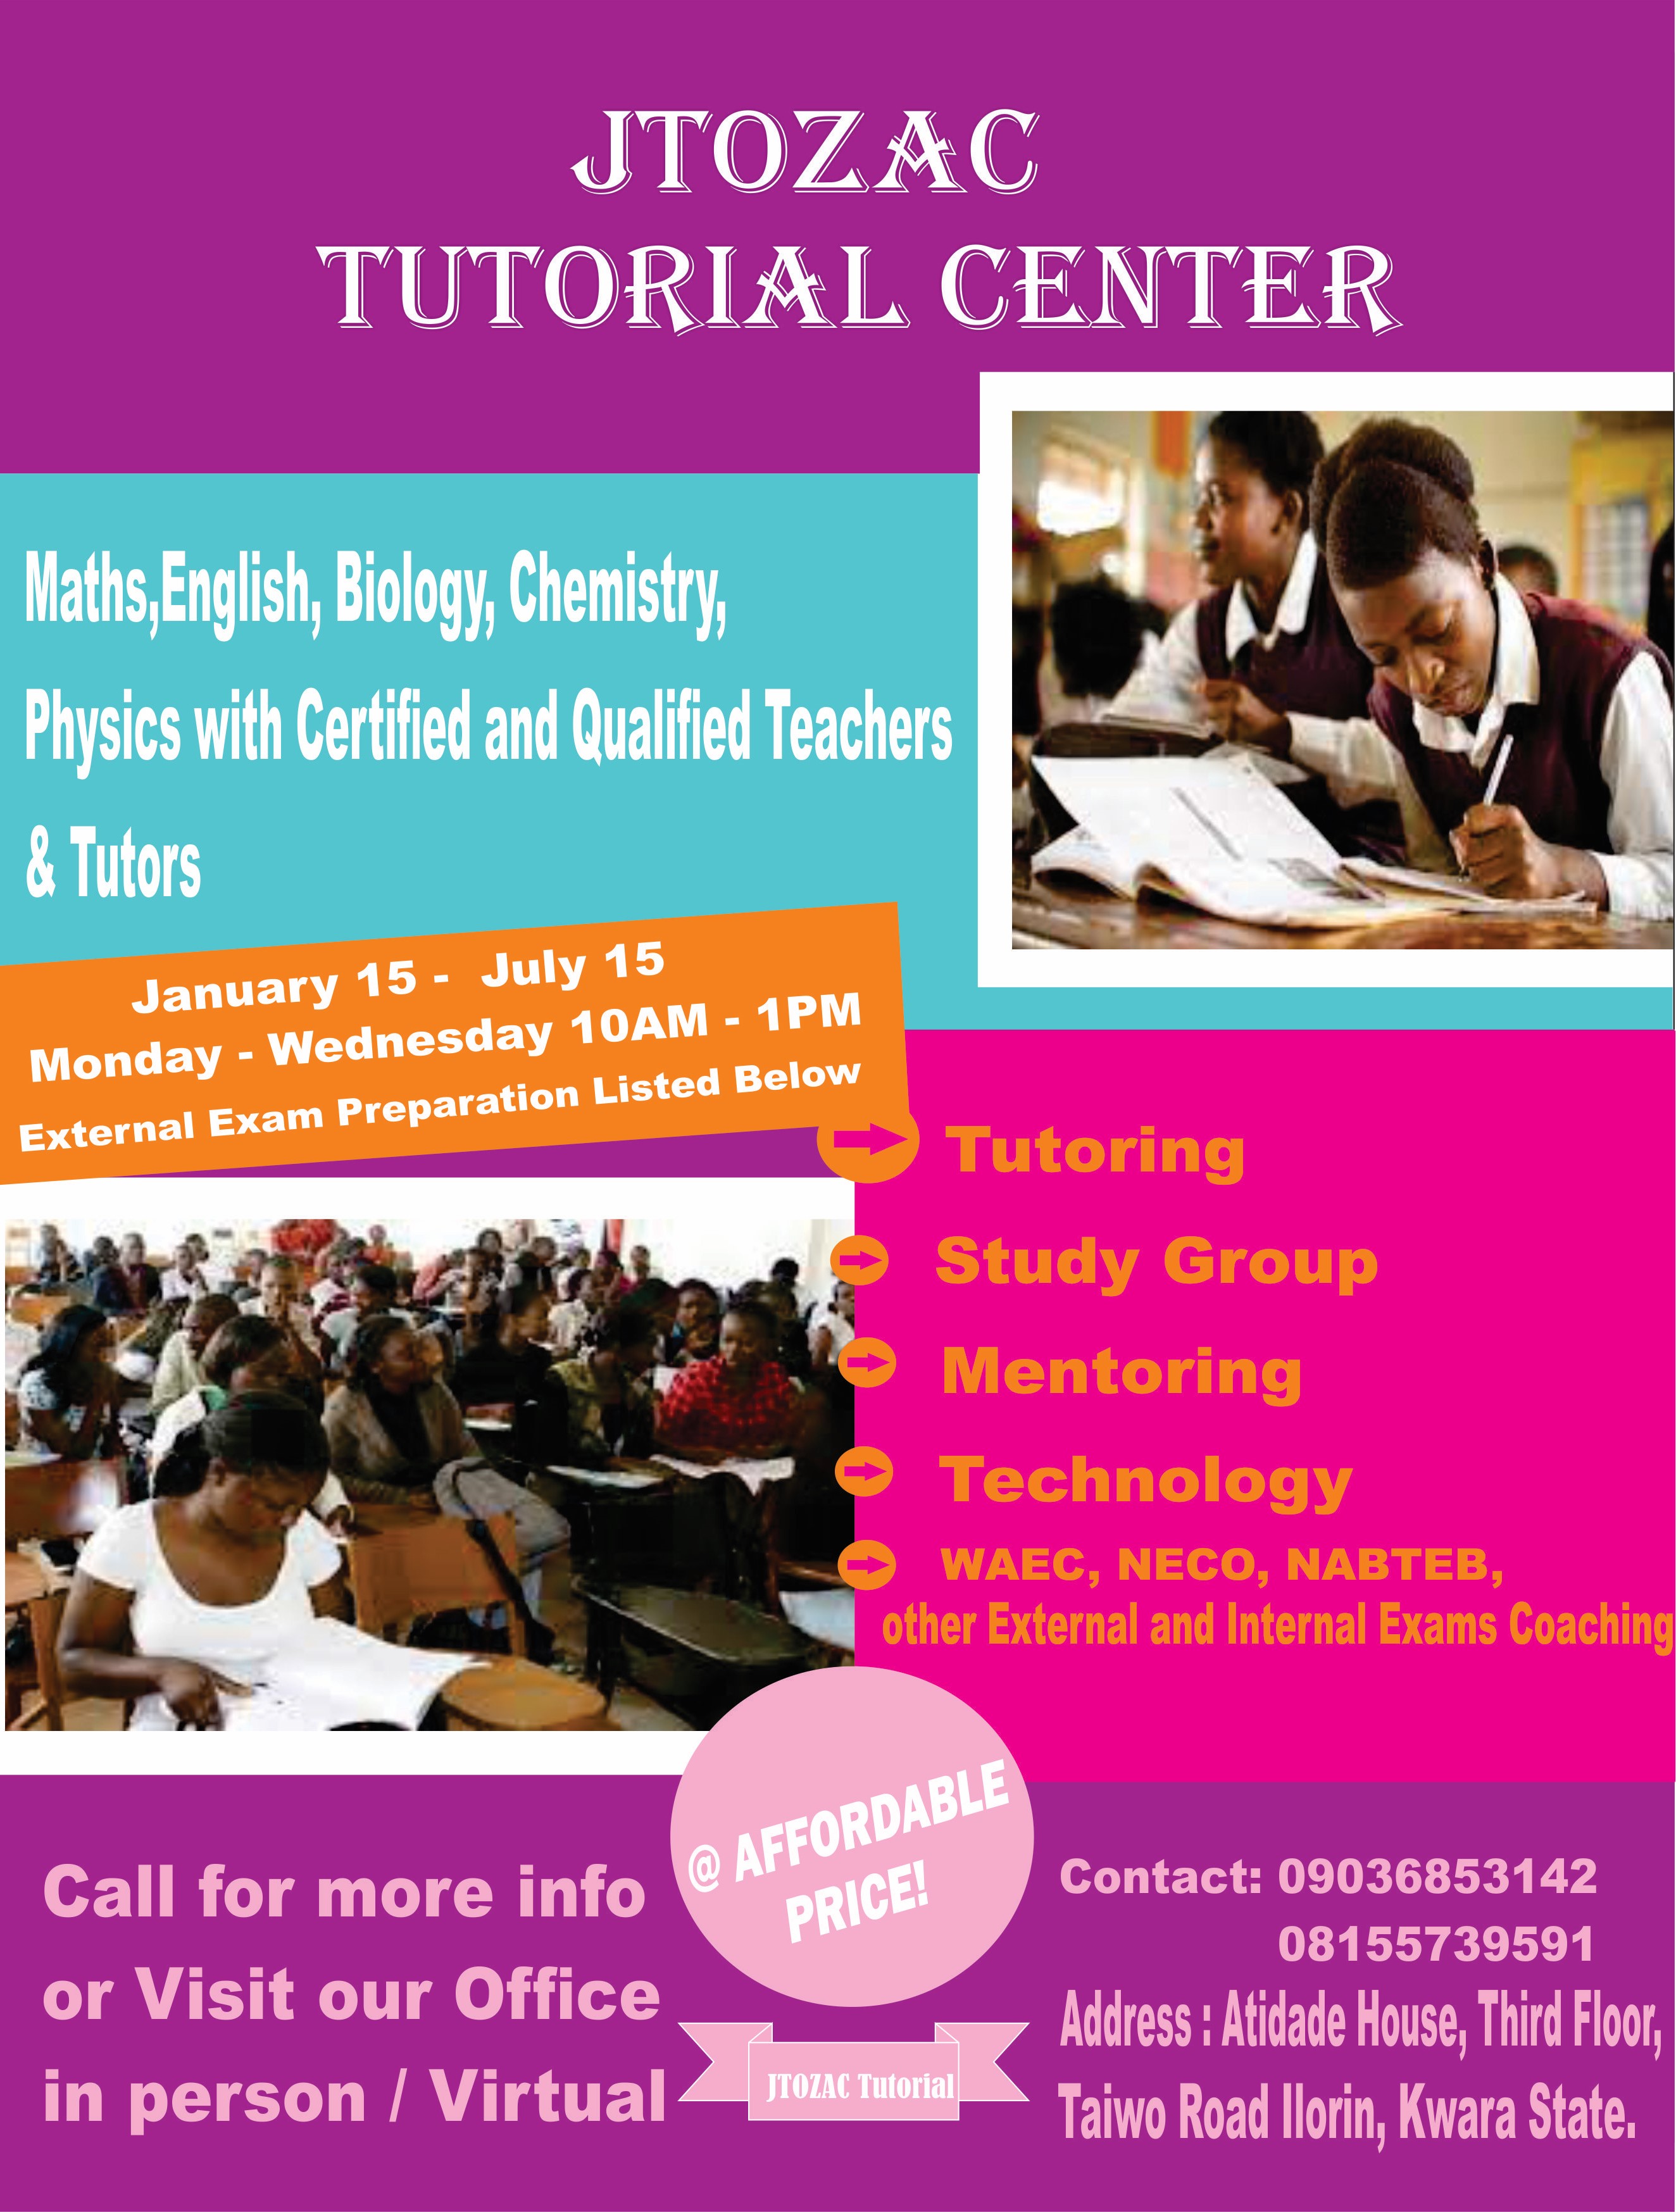 JTOZAC
TUTORIAL CENTER
Maths,English, Biology, Chemistry,
Physics with Certified and Qualified Teachers
& Tutors
January 15 - July 15
Monday - Wednesday 10AM - 1PM
External Exam Preparation Listed Below
Tutoring
Study Group
Mentoring
Technology
WAEC, NECO, NABTEB,
other External and Internal Exams Coaching
@ AFFORDABLE
PRICE!
Call for more info
or Visit our Office
in person / Virtual
JTOZAC Tutorial
Contact: 09036853142
08155739591
Address : Atidade House, Third Floor,
Taiwo Road Ilorin, Kwara State.